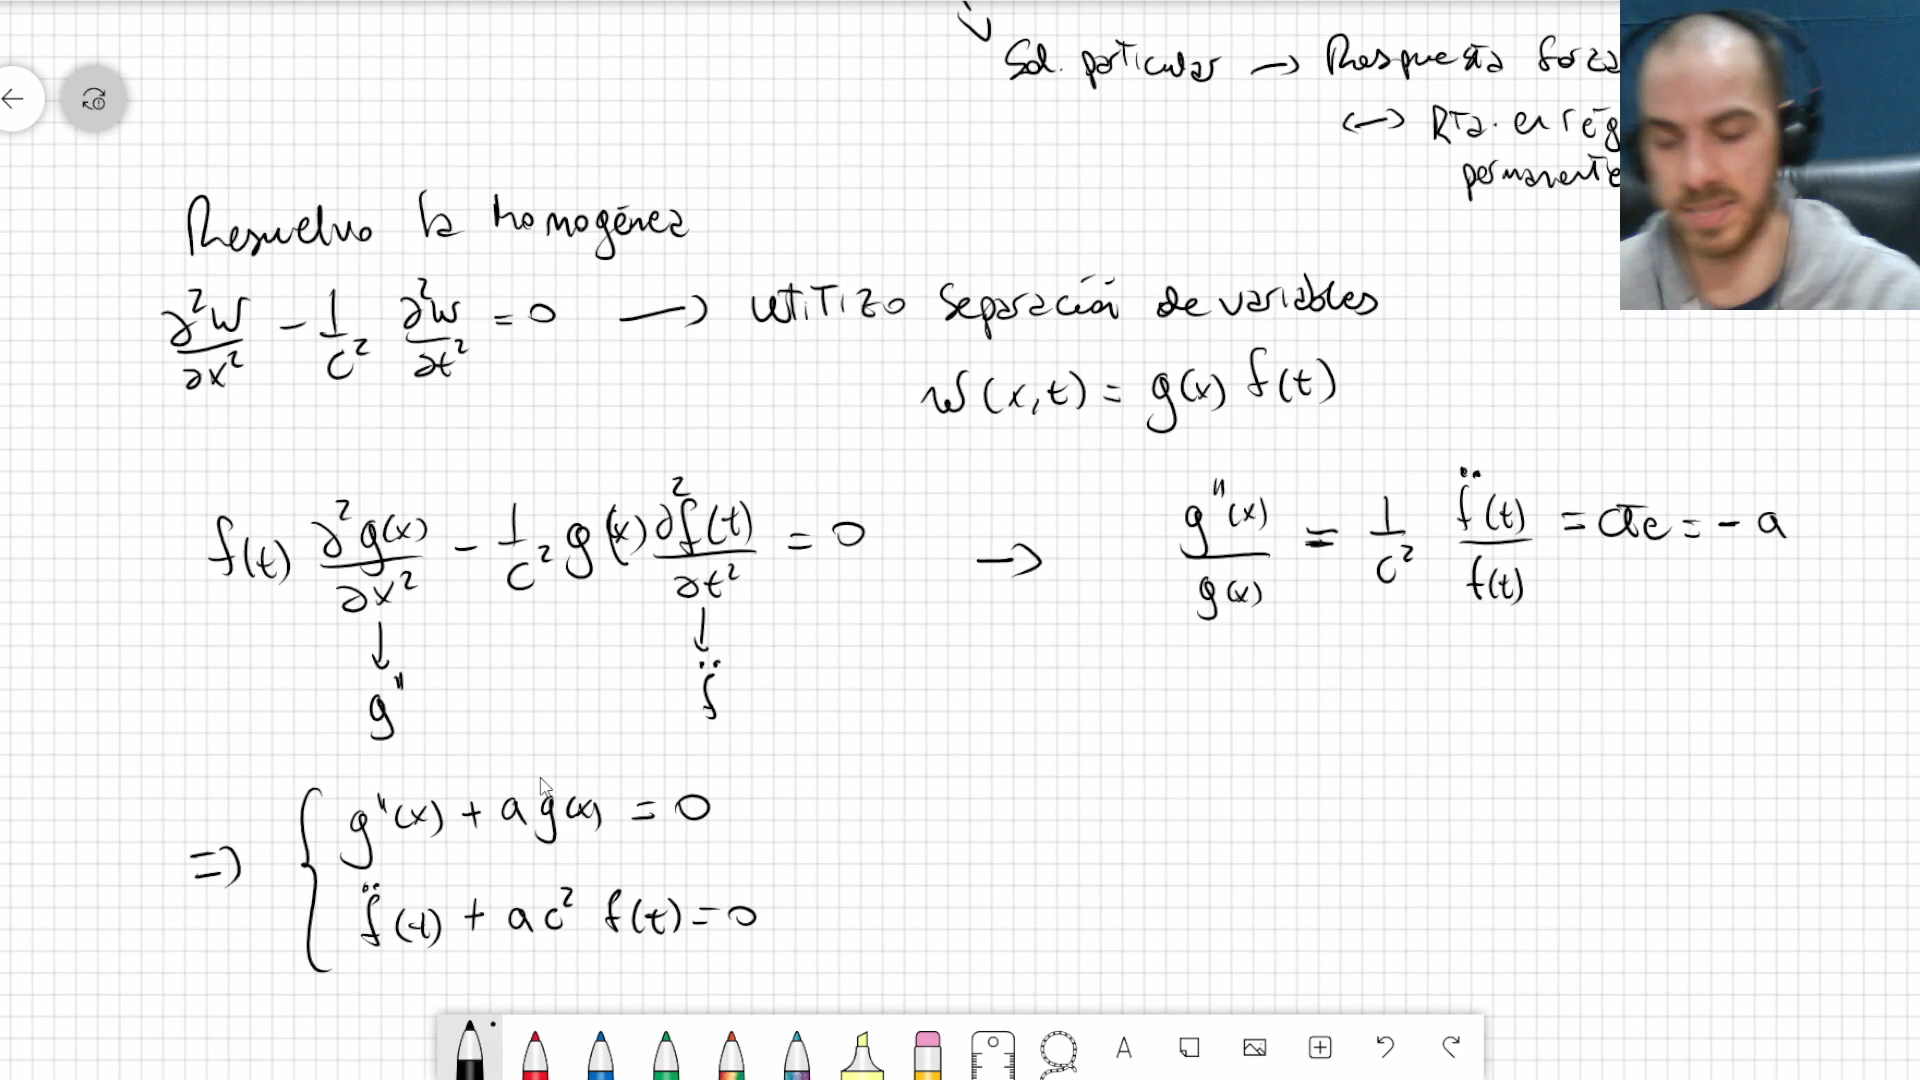 Sol. particular → Respuesta forza
↔ Rta. en rég
permanente
Resuelvo la homogénea
∂²w/∂x² - 1/c² ∂²w/∂t² = 0 → utilizo separación de variables
w(x,t) = g(x) f(t)
f(t) ∂²g(x)/∂x² - 1/c² g(x) ∂²f(t)/∂t² = 0 → g''(x)/g(x) = 1/c² f̈(t)/f(t) = cte = -a
↓ ↓
g'' f̈
⇒ { g''(x) + a g(x) = 0
f̈(t) + a c² f(t) = 0
A